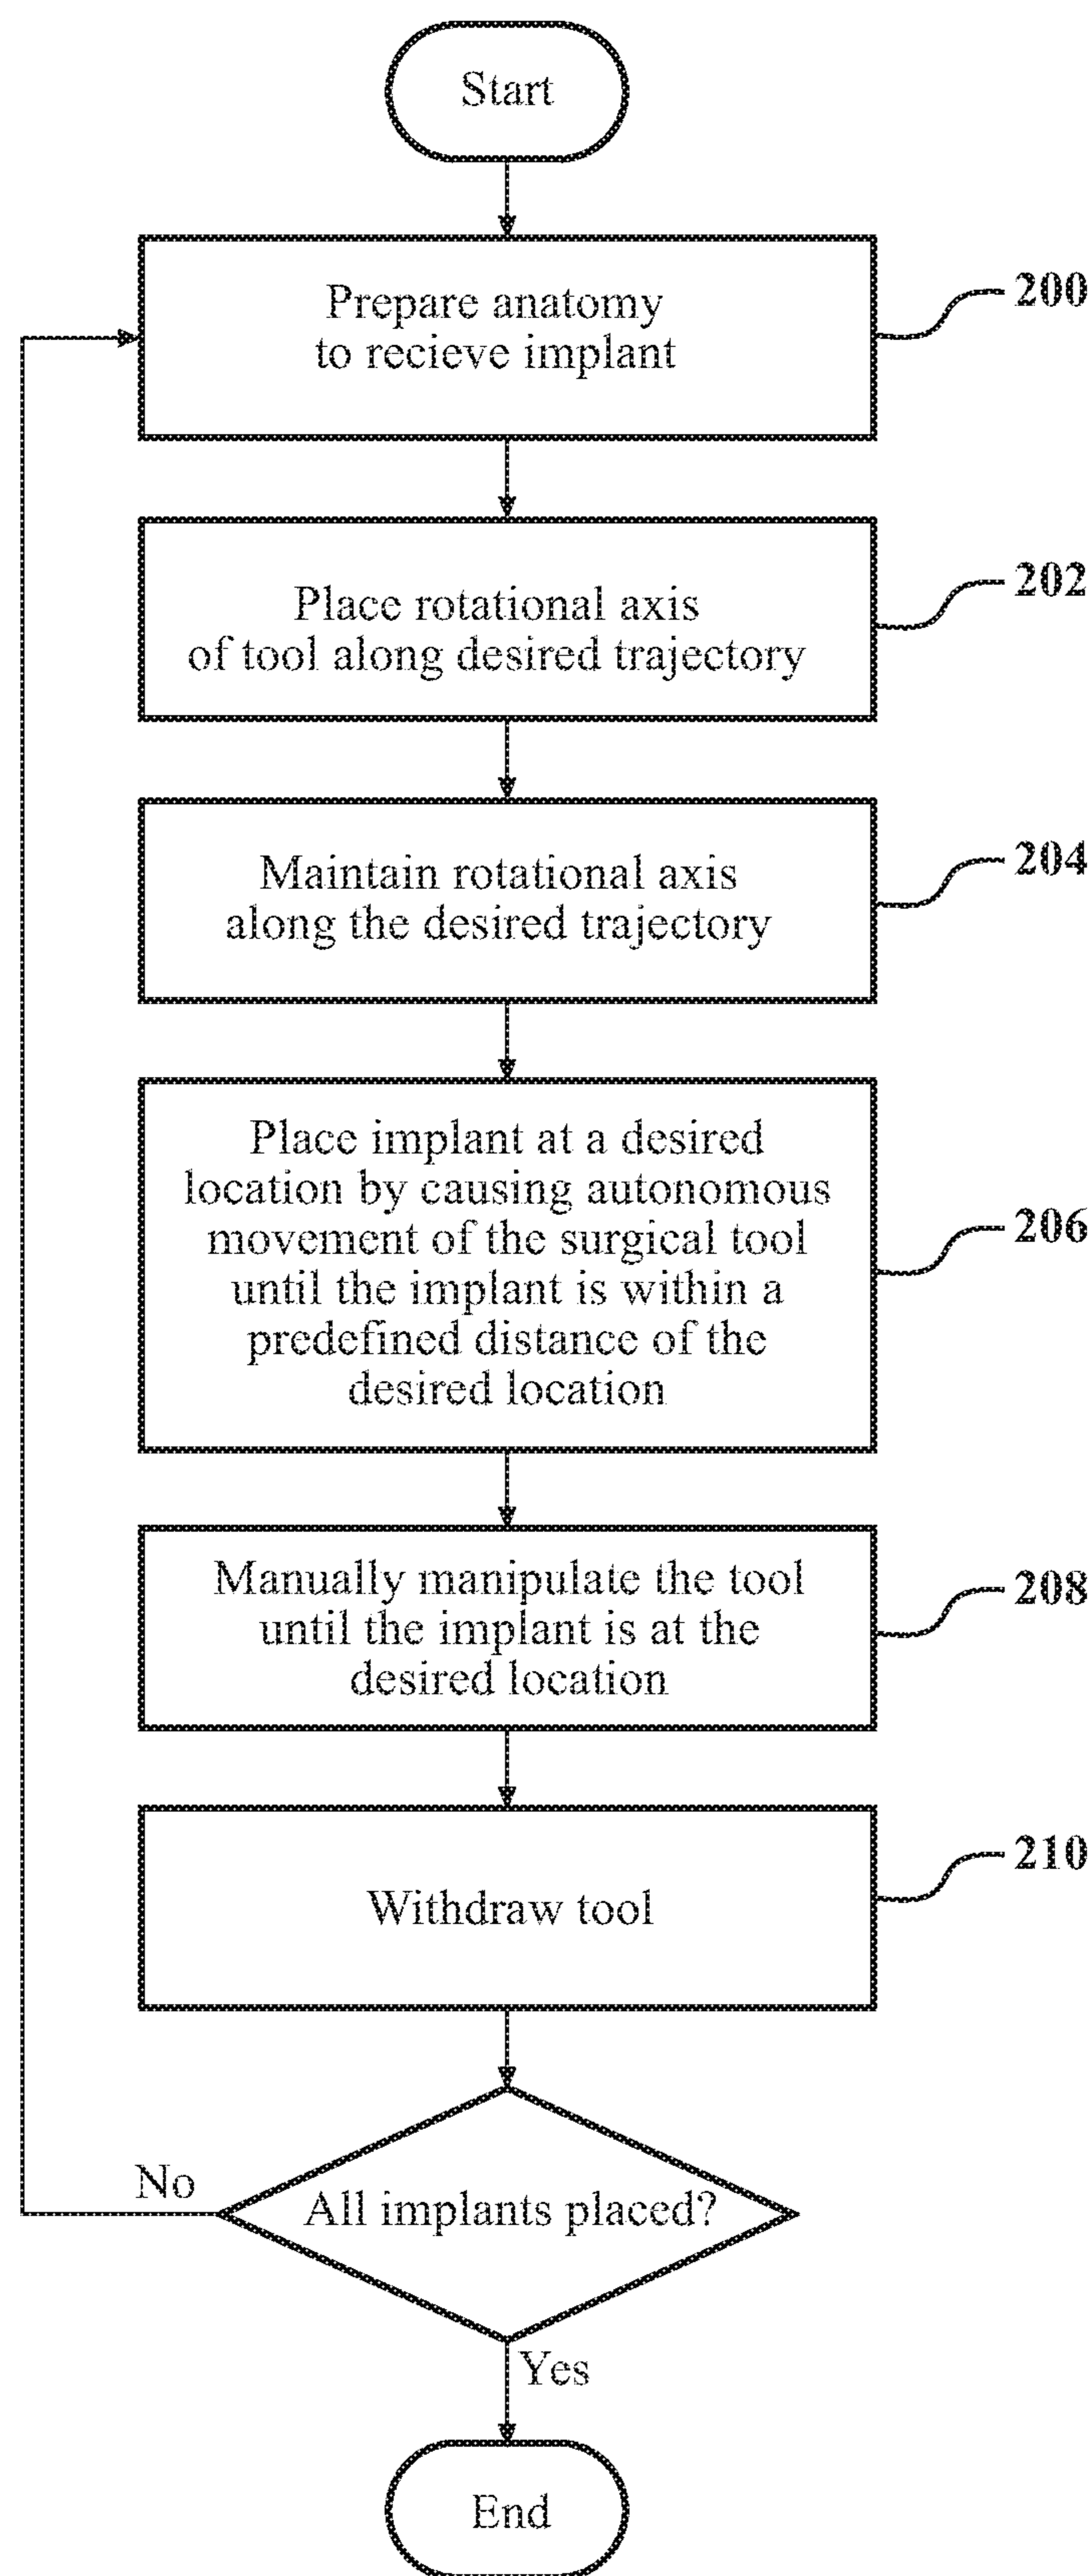 Start
Prepare anatomy
to recieve implant
200
Place rotational axis
of tool along desired trajectory
202
Maintain rotational axis
along the desired trajectory
204
Place implant at a desired
location by causing autonomous
movement of the surgical tool
until the implant is within a
predefined distance of the
desired location
206
Manually manipulate the tool
until the implant is at the
desired location
208
Withdraw tool
210
All implants placed?
No
Yes
End